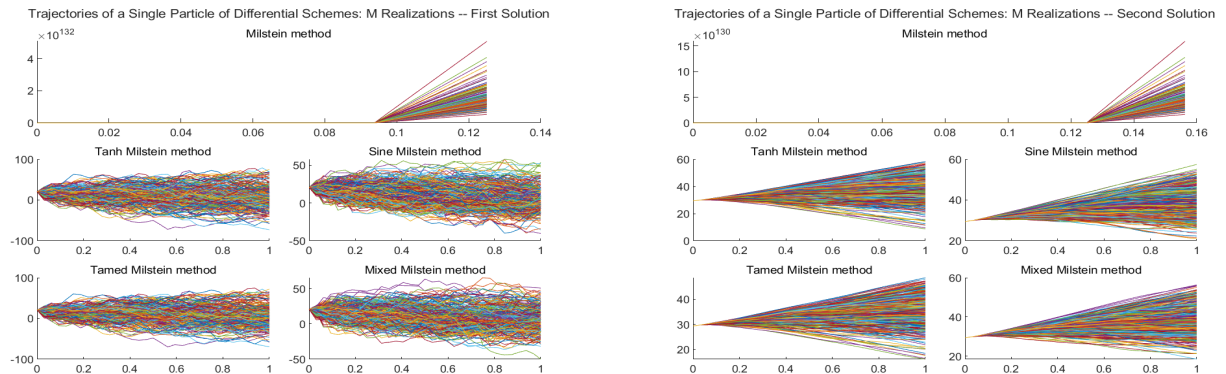 Trajectories of a Single Particle of Differential Schemes: M Realizations -- First Solution
×10^132
Milstein method
4
2
0
0 0.02 0.04 0.06 0.08 0.1 0.12 0.14
Tanh Milstein method
100
0
-100
0.2 0.4 0.6 0.8 1
Sine Milstein method
50
0
-50
0 0.2 0.4 0.6 0.8 1
Tamed Milstein method
100
0
-100
0 0.2 0.4 0.6 0.8 1
Mixed Milstein method
50
0
-50
0 0.2 0.4 0.6 0.8 1
Trajectories of a Single Particle of Differential Schemes: M Realizations -- Second Solution
×10^130
Milstein method
15
10
5
0
0 0.02 0.04 0.06 0.08 0.1 0.12 0.14 0.16
Tanh Milstein method
60
40
20
0
0 0.2 0.4 0.6 0.8 1
Sine Milstein method
60
40
20
0 0.2 0.4 0.6 0.8 1
Tamed Milstein method
40
30
20
0 0.2 0.4 0.6 0.8 1
Mixed Milstein method
60
40
20
0 0.2 0.4 0.6 0.8 1